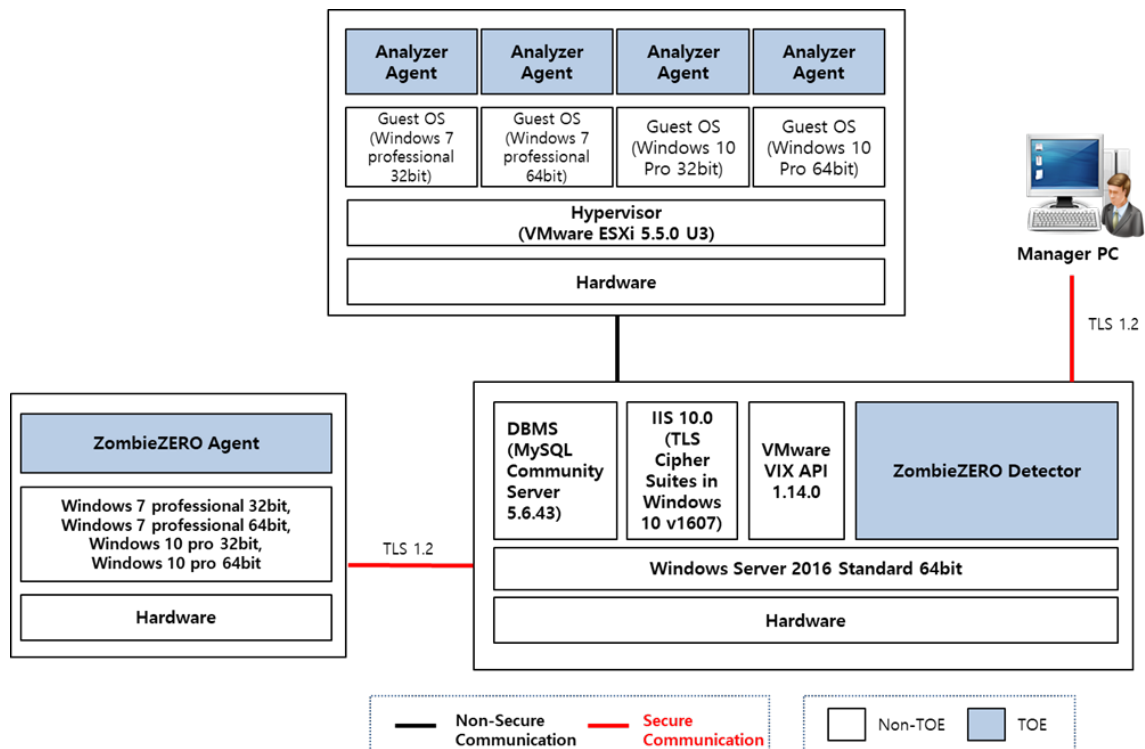 Analyzer
Agent
Analyzer
Agent
Analyzer
Agent
Analyzer
Agent
Guest OS
(Windows 7
professional
32bit)
Guest OS
(Windows 7
professional
64bit)
Guest OS
(Windows 10
Pro 32bit)
Guest OS
(Windows 10
Pro 64bit)
Hypervisor
(VMware ESXi 5.5.0 U3)
Hardware
Manager PC
TLS 1.2
ZombieZERO Agent
Windows 7 professional 32bit,
Windows 7 professional 64bit,
Windows 10 pro 32bit,
Windows 10 pro 64bit
Hardware
TLS 1.2
DBMS
(MySQL
Community
Server
5.6.43)
IIS 10.0
(TLS
Cipher
Suites in
Windows
10 v1607)
VMware
VIX API
1.14.0
ZombieZERO Detector
Windows Server 2016 Standard 64bit
Hardware
Non-Secure
Communication
Secure
Communication
Non-TOE
TOE